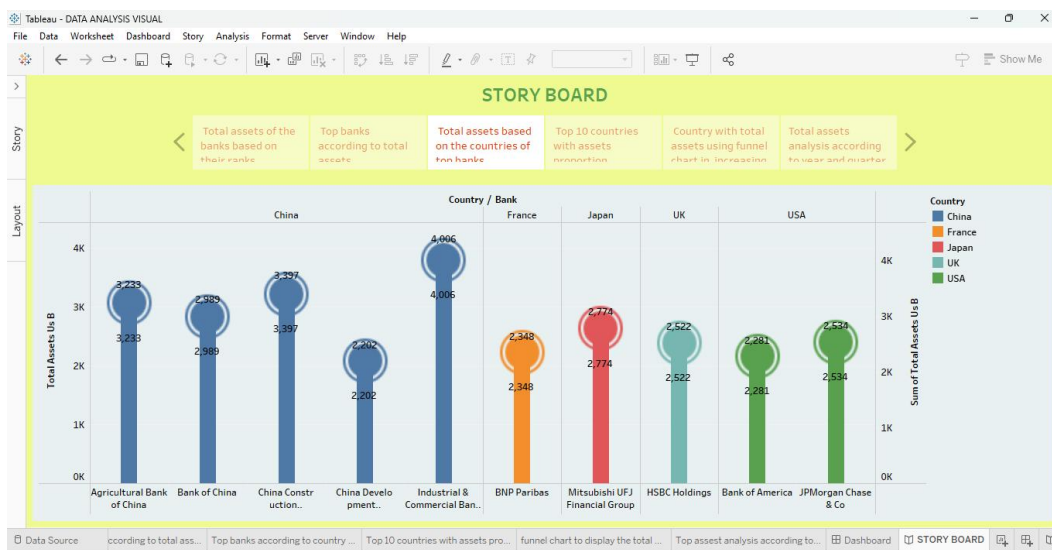 Tableau - DATA ANALYSIS VISUAL
File Data Worksheet Dashboard Story Analysis Format Server Window Help
Show Me
Story
Layout
STORY BOARD
Total assets of the
banks based on
their ranks
Top banks
according to total
assets
Total assets based
on the countries of
top banks
Top 10 countries
with assets
proportion
Country with total
assets using funnel
chart in increasing
Total assets
analysis according
to year and quarter
Country / Bank
China France Japan UK USA
Total Assets Us B
4K
3K
2K
1K
0K
3,233
3,233
2,989
2,989
3,397
3,397
2,202
2,202
4,006
4,006
2,348
2,348
2,774
2,774
2,522
2,522
2,281
2,281
2,534
2,534
4K
3K
2K
1K
0K
Sum of Total Assets Us B
Agricultural Bank
of China
Bank of China
China Constr
uction..
China Develo
pment..
Industrial &
Commercial Ban..
BNP Paribas
Mitsubishi UFJ
Financial Group
HSBC Holdings
Bank of America
JPMorgan Chase
& Co
Country
China
France
Japan
UK
USA
Data Source ccording to total ass... Top banks according to country ... Top 10 countries with assets pro... funnel chart to display the total ... Top assest analysis according to... Dashboard STORY BOARD